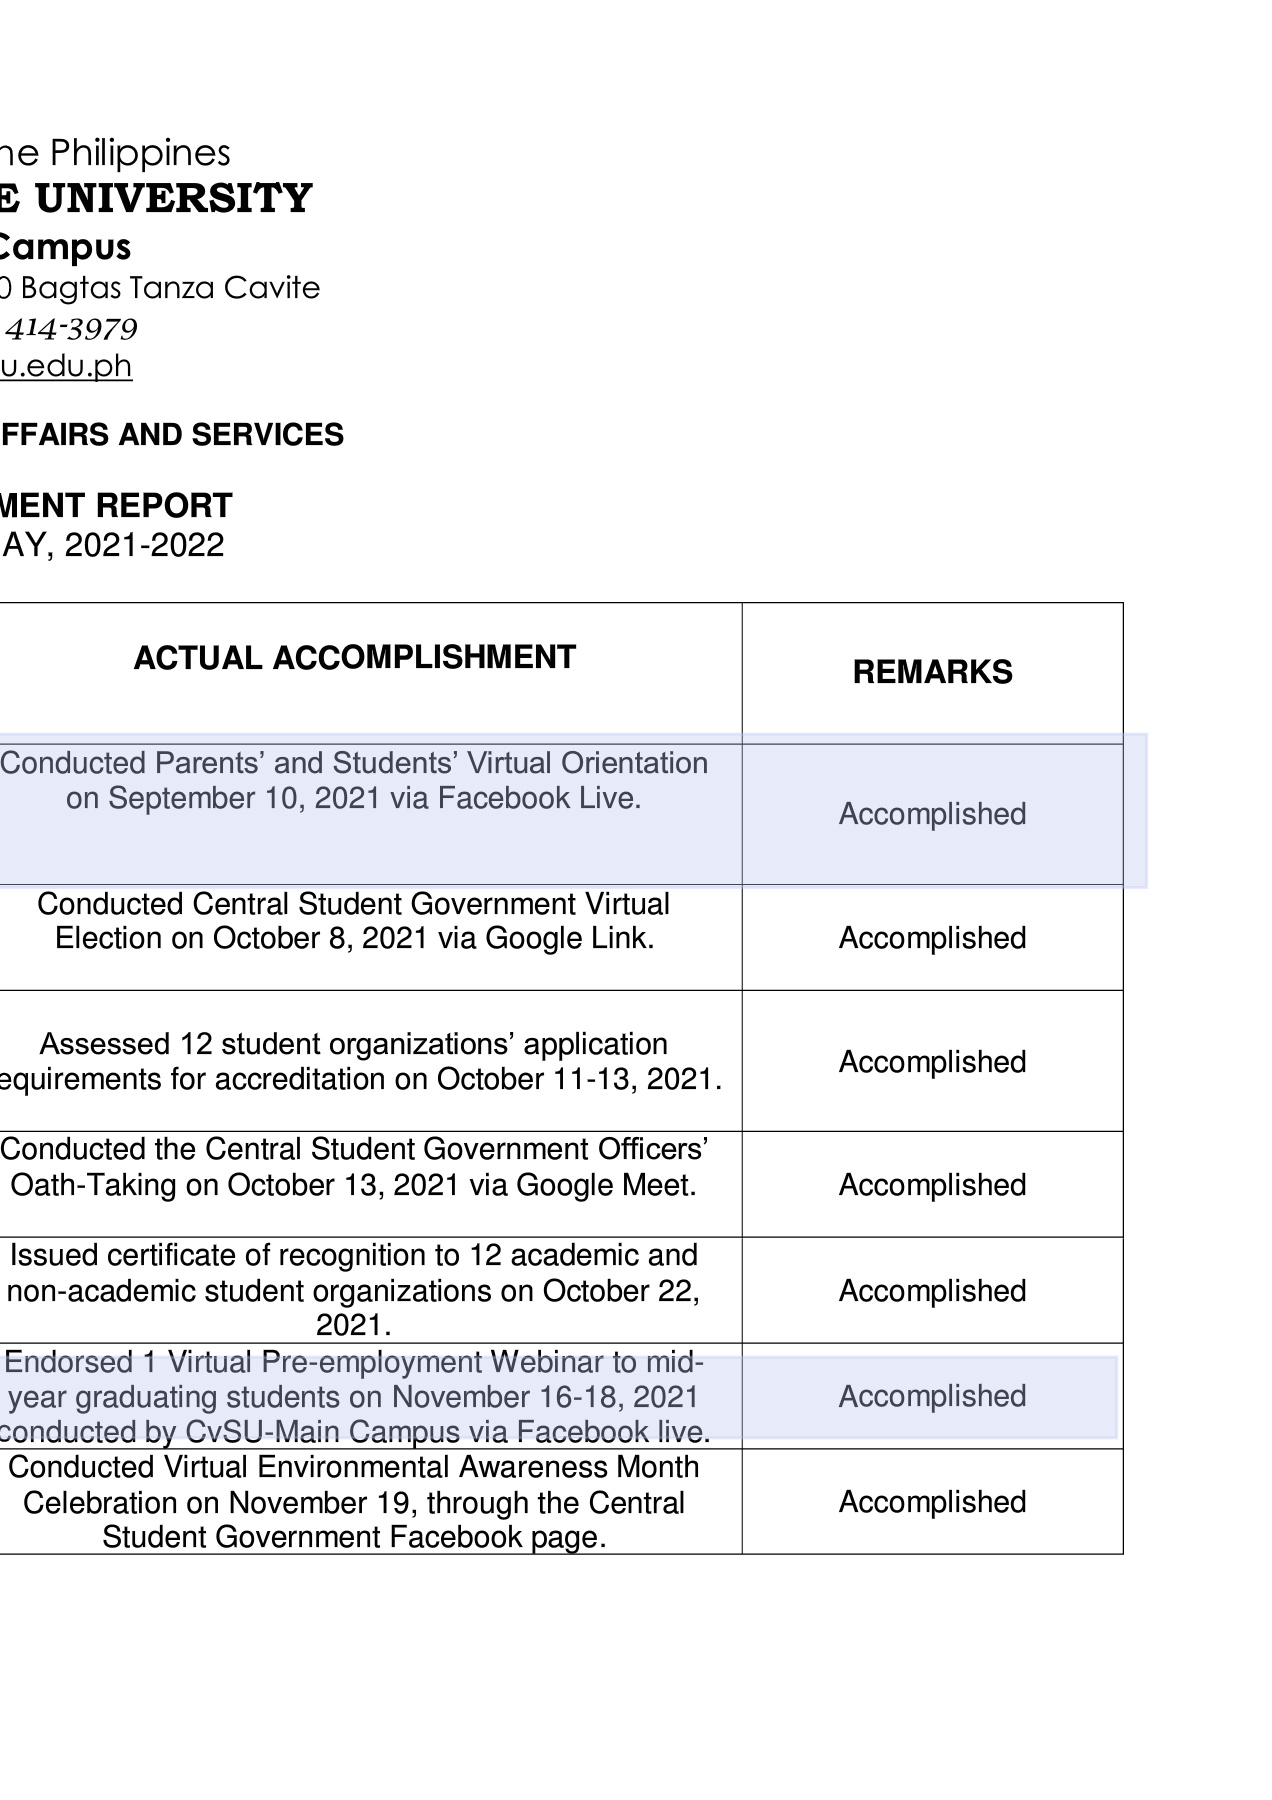 ne Philippines
E UNIVERSITY
Campus
0 Bagtas Tanza Cavite
414-3979
u.edu.ph
FFAIRS AND SERVICES
MENT REPORT
AY, 2021-2022
ACTUAL ACCOMPLISHMENT
REMARKS
Conducted Parents’ and Students’ Virtual Orientation
on September 10, 2021 via Facebook Live.
Accomplished
Conducted Central Student Government Virtual
Election on October 8, 2021 via Google Link.
Accomplished
Assessed 12 student organizations’ application
equirements for accreditation on October 11-13, 2021.
Accomplished
Conducted the Central Student Government Officers’
Oath-Taking on October 13, 2021 via Google Meet.
Accomplished
Issued certificate of recognition to 12 academic and
non-academic student organizations on October 22,
2021.
Accomplished
Endorsed 1 Virtual Pre-employment Webinar to mid-
year graduating students on November 16-18, 2021
conducted by CvSU-Main Campus via Facebook live.
Accomplished
Conducted Virtual Environmental Awareness Month
Celebration on November 19, through the Central
Student Government Facebook page.
Accomplished